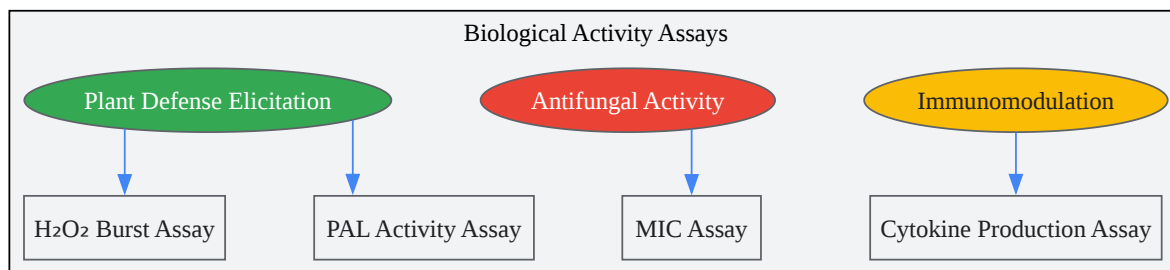 Biological Activity Assays
Plant Defense Elicitation
Antifungal Activity
Immunomodulation
H₂O₂ Burst Assay
PAL Activity Assay
MIC Assay
Cytokine Production Assay